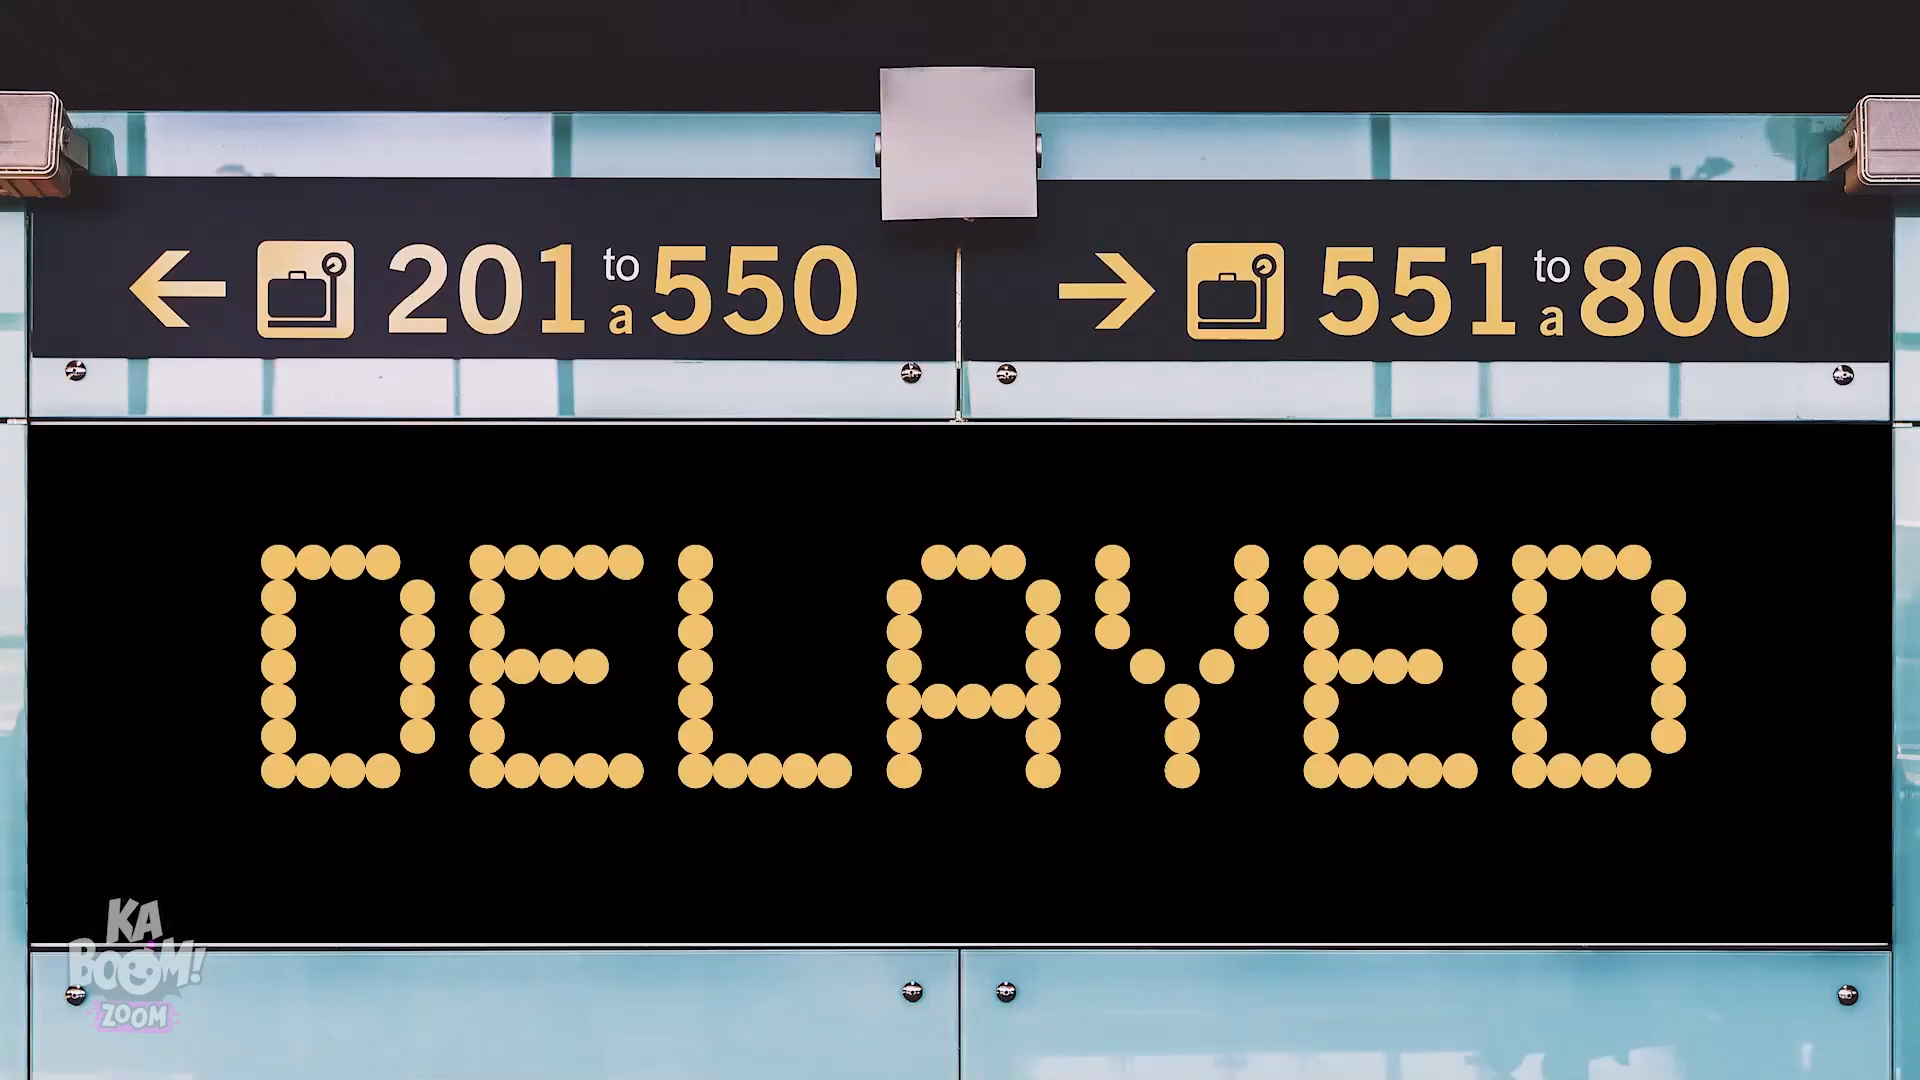 ← 201 to a 550
→ 551 to a 800
DELAYED
KA
BOOM!
ZOOM